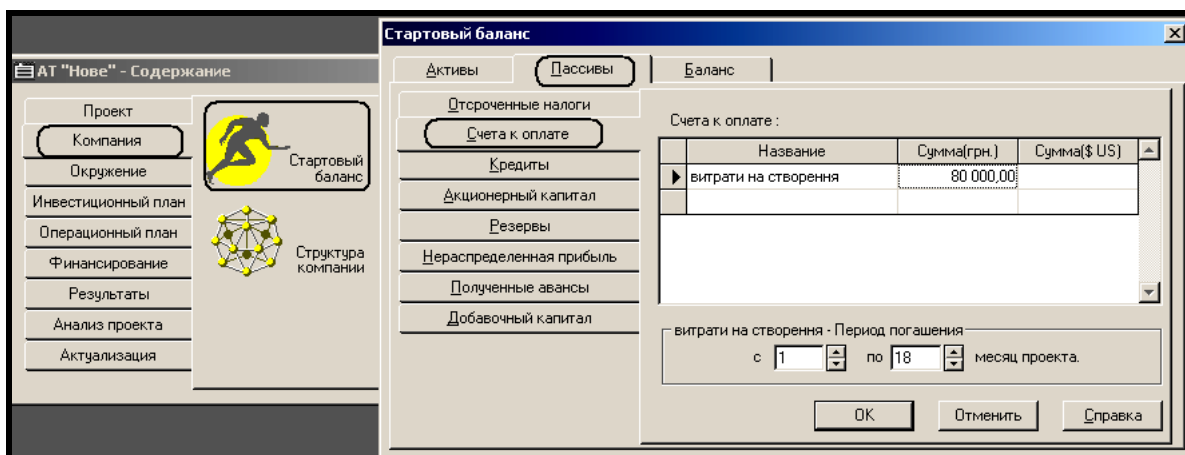 АТ "Нове" - Содержание
Проект
Компания
Окружение
Инвестиционный план
Операционный план
Финансирование
Результаты
Анализ проекта
Актуализация
Стартовый
баланс
Структура
компании
Стартовый баланс
Активы
Пассивы
Баланс
Отсроченные налоги
Счета к оплате
Кредиты
Акционерный капитал
Резервы
Нераспределенная прибыль
Полученные авансы
Добавочный капитал
Счета к оплате :
Название Сумма(грн.) Сумма($ US)
витрати на створення 80 000,00
витрати на створення - Период погашения
с 1 по 18 месяц проекта.
OK Отменить Справка